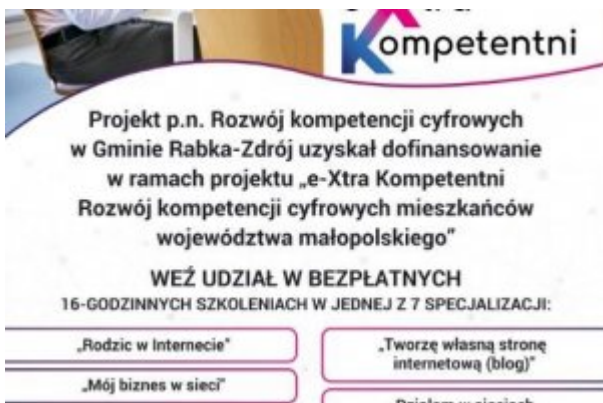 Kompetentni
Projekt p.n. Rozwój kompetencji cyfrowych
w Gminie Rabka-Zdrój uzyskał dofinansowanie
w ramach projektu „e-Xtra Kompetentni
Rozwój kompetencji cyfrowych mieszkańców
województwa małopolskiego”
WEŹ UDZIAŁ W BEZPŁATNYCH
16-GODZINNYCH SZKOLENIACH W JEDNEJ Z 7 SPECJALIZACJI:
„Rodzic w Internecie”
„Tworzę własną stronę
internetową (blog)”
„Mój biznes w sieci”